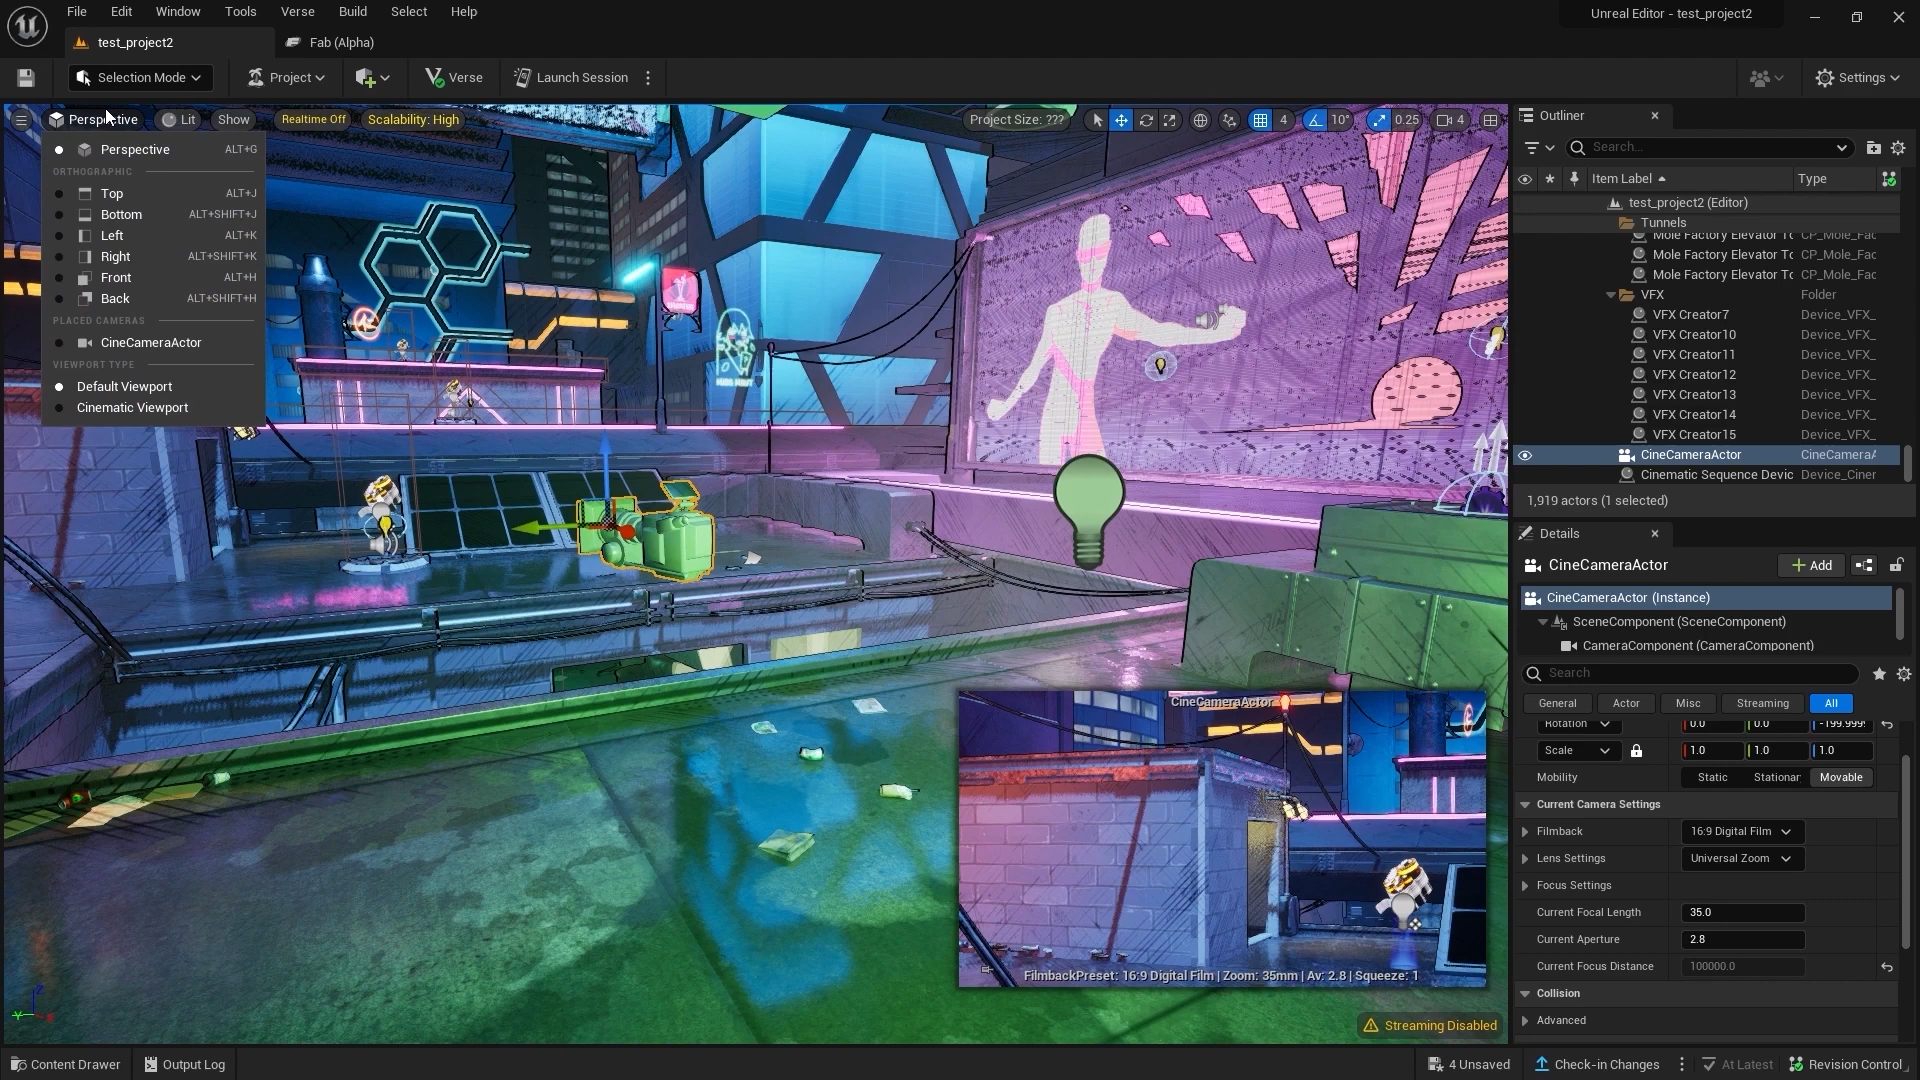 File Edit Window Tools Verse Build Select Help
Unreal Editor - test_project2
test_project2
Fab (Alpha)
Selection Mode
Project
Verse
Launch Session
Settings
Perspective
Lit
Show
Realtime Off
Scalability: High
Project Size: ???
4
10°
0.25
4
Perspective ALT+G
ORTHOGRAPHIC
Top ALT+J
Bottom ALT+SHIFT+J
Left ALT+K
Right ALT+SHIFT+K
Front ALT+H
Back ALT+SHIFT+H
PLACED CAMERAS
CineCameraActor
VIEWPORT TYPE
Default Viewport
Cinematic Viewport
CineCameraActor
FilmbackPreset: 16:9 Digital Film | Zoom: 35mm | Av: 2.8 | Squeeze: 1
Streaming Disabled
Outliner
Search...
Item Label Type
test_project2 (Editor)
Tunnels
Mole Factory Elevator Tc CP_Mole_Fac
Mole Factory Elevator Tc CP_Mole_Fac
Mole Factory Elevator Tc CP_Mole_Fac
VFX Folder
VFX Creator7 Device_VFX_
VFX Creator10 Device_VFX_
VFX Creator11 Device_VFX_
VFX Creator12 Device_VFX_
VFX Creator13 Device_VFX_
VFX Creator14 Device_VFX_
VFX Creator15 Device_VFX_
CineCameraActor CineCameraA
Cinematic Sequence Devic Device_Ciner
1,919 actors (1 selected)
Details
CineCameraActor
Add
CineCameraActor (Instance)
SceneComponent (SceneComponent)
CameraComponent (CameraComponent)
Search
General Actor Misc Streaming All
Rotation 0.0 0.0 -199.999
Scale 1.0 1.0 1.0
Mobility Static Stationar Movable
Current Camera Settings
Filmback 16:9 Digital Film
Lens Settings Universal Zoom
Focus Settings
Current Focal Length 35.0
Current Aperture 2.8
Current Focus Distance 100000.0
Collision
Advanced
Content Drawer
Output Log
4 Unsaved
Check-in Changes
At Latest
Revision Control